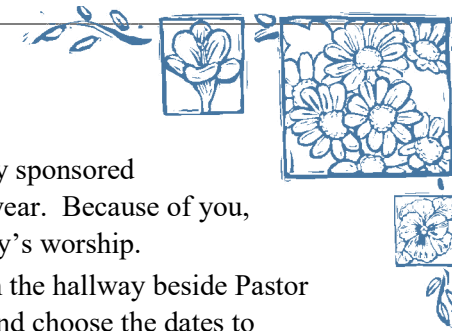 y sponsored
year.  Because of you,
y’s worship.
the hallway beside Pastor
nd choose the dates to